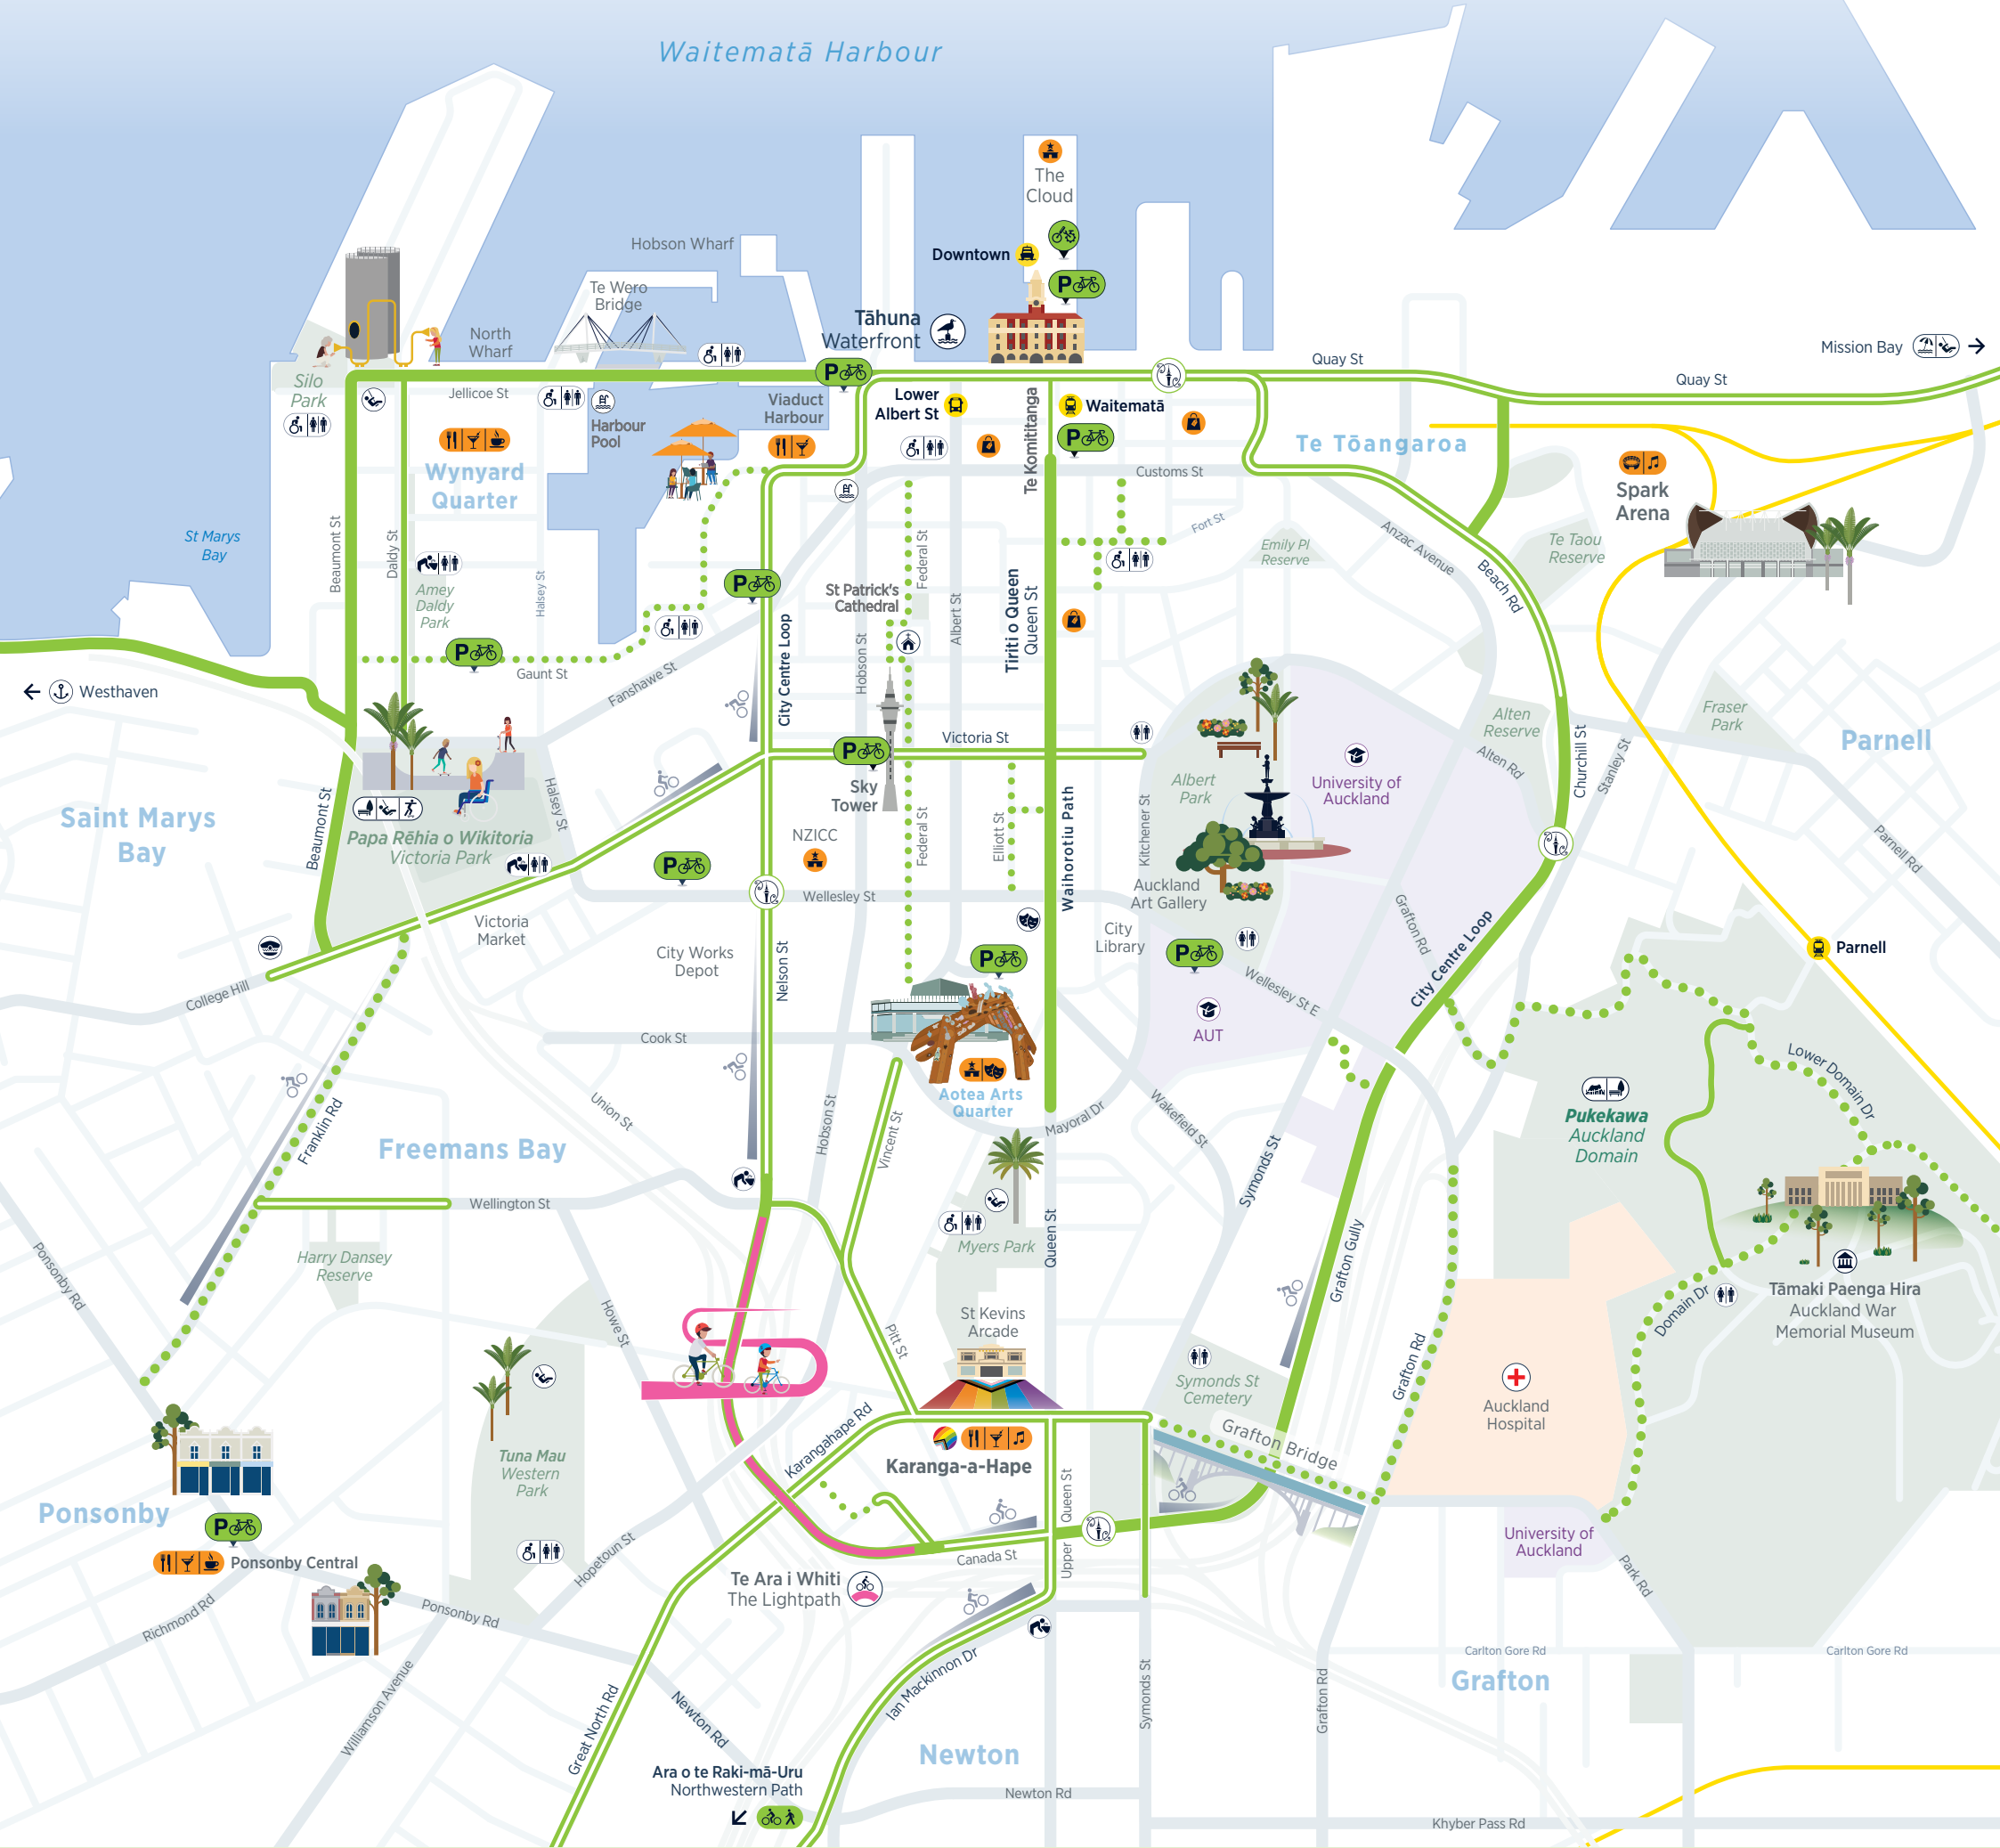 Waitematā Harbour
The
Cloud
Hobson Wharf
Downtown
P
Te Wero
Bridge
Tāhuna
Waterfront
North
Wharf
Quay St
Mission Bay
Quay St
P
Silo
Park
Jellicoe St
Viaduct
Harbour
Lower
Albert St
Te Komititanga
Waitematā
P
Harbour
Pool
Te Tōangaroa
Wynyard
Quarter
Customs St
Spark
Arena
St Marys
Bay
Beaumont St
Daldy St
Halsey St
Federal St
Fort St
Emily Pl
Reserve
Anzac Avenue
Te Taou
Reserve
Beach Rd
Amey
Daldy
Park
P
St Patrick's
Cathedral
Albert St
Tiriti o Queen
Queen St
P
Gaunt St
Fanshawe St
City Centre Loop
Hobson St
Westhaven
Alten
Reserve
Fraser
Park
Parnell
Victoria St
P
Alten Rd
Churchill St
Stanley St
University of
Auckland
Albert
Park
Sky
Tower
Halsey St
Saint Marys
Bay
Beaumont St
Papa Rēhia o Wikitoria
Victoria Park
NZICC
P
Federal St
Elliott St
Waihorotiu Path
Kitchener St
Parnell Rd
Wellesley St
Auckland
Art Gallery
Victoria
Market
City
Library
Grafton Rd
City Centre Loop
City Works
Depot
Nelson St
P
P
Parnell
College Hill
Wellesley St E
AUT
Cook St
Lower Domain Dr
Aotea Arts
Quarter
Union St
Hobson St
Vincent St
Mayoral Dr
Wakefield St
Pukekawa
Auckland
Domain
Franklin Rd
Freemans Bay
Symonds St
Wellington St
Queen St
Myers Park
Ponsonby Rd
Harry Dansey
Reserve
Grafton Gully
Tāmaki Paenga Hira
Auckland War
Memorial Museum
Domain Dr
Howe St
St Kevins
Arcade
Pitt St
Grafton Rd
Symonds St
Cemetery
Auckland
Hospital
Karangahape Rd
Grafton Bridge
Tuna Mau
Western
Park
Karanga-a-Hape
Upper Queen St
Ponsonby
P
University of
Auckland
Ponsonby Central
Hopetoun St
Canada St
Te Ara i Whiti
The Lightpath
Park Rd
Richmond Rd
Ponsonby Rd
Carlton Gore Rd
Carlton Gore Rd
Grafton
Williamson Avenue
Ian Mackinnon Dr
Symonds St
Grafton Rd
Great North Rd
Newton Rd
Newton
Ara o te Raki-mā-Uru
Northwestern Path
Newton Rd
Khyber Pass Rd